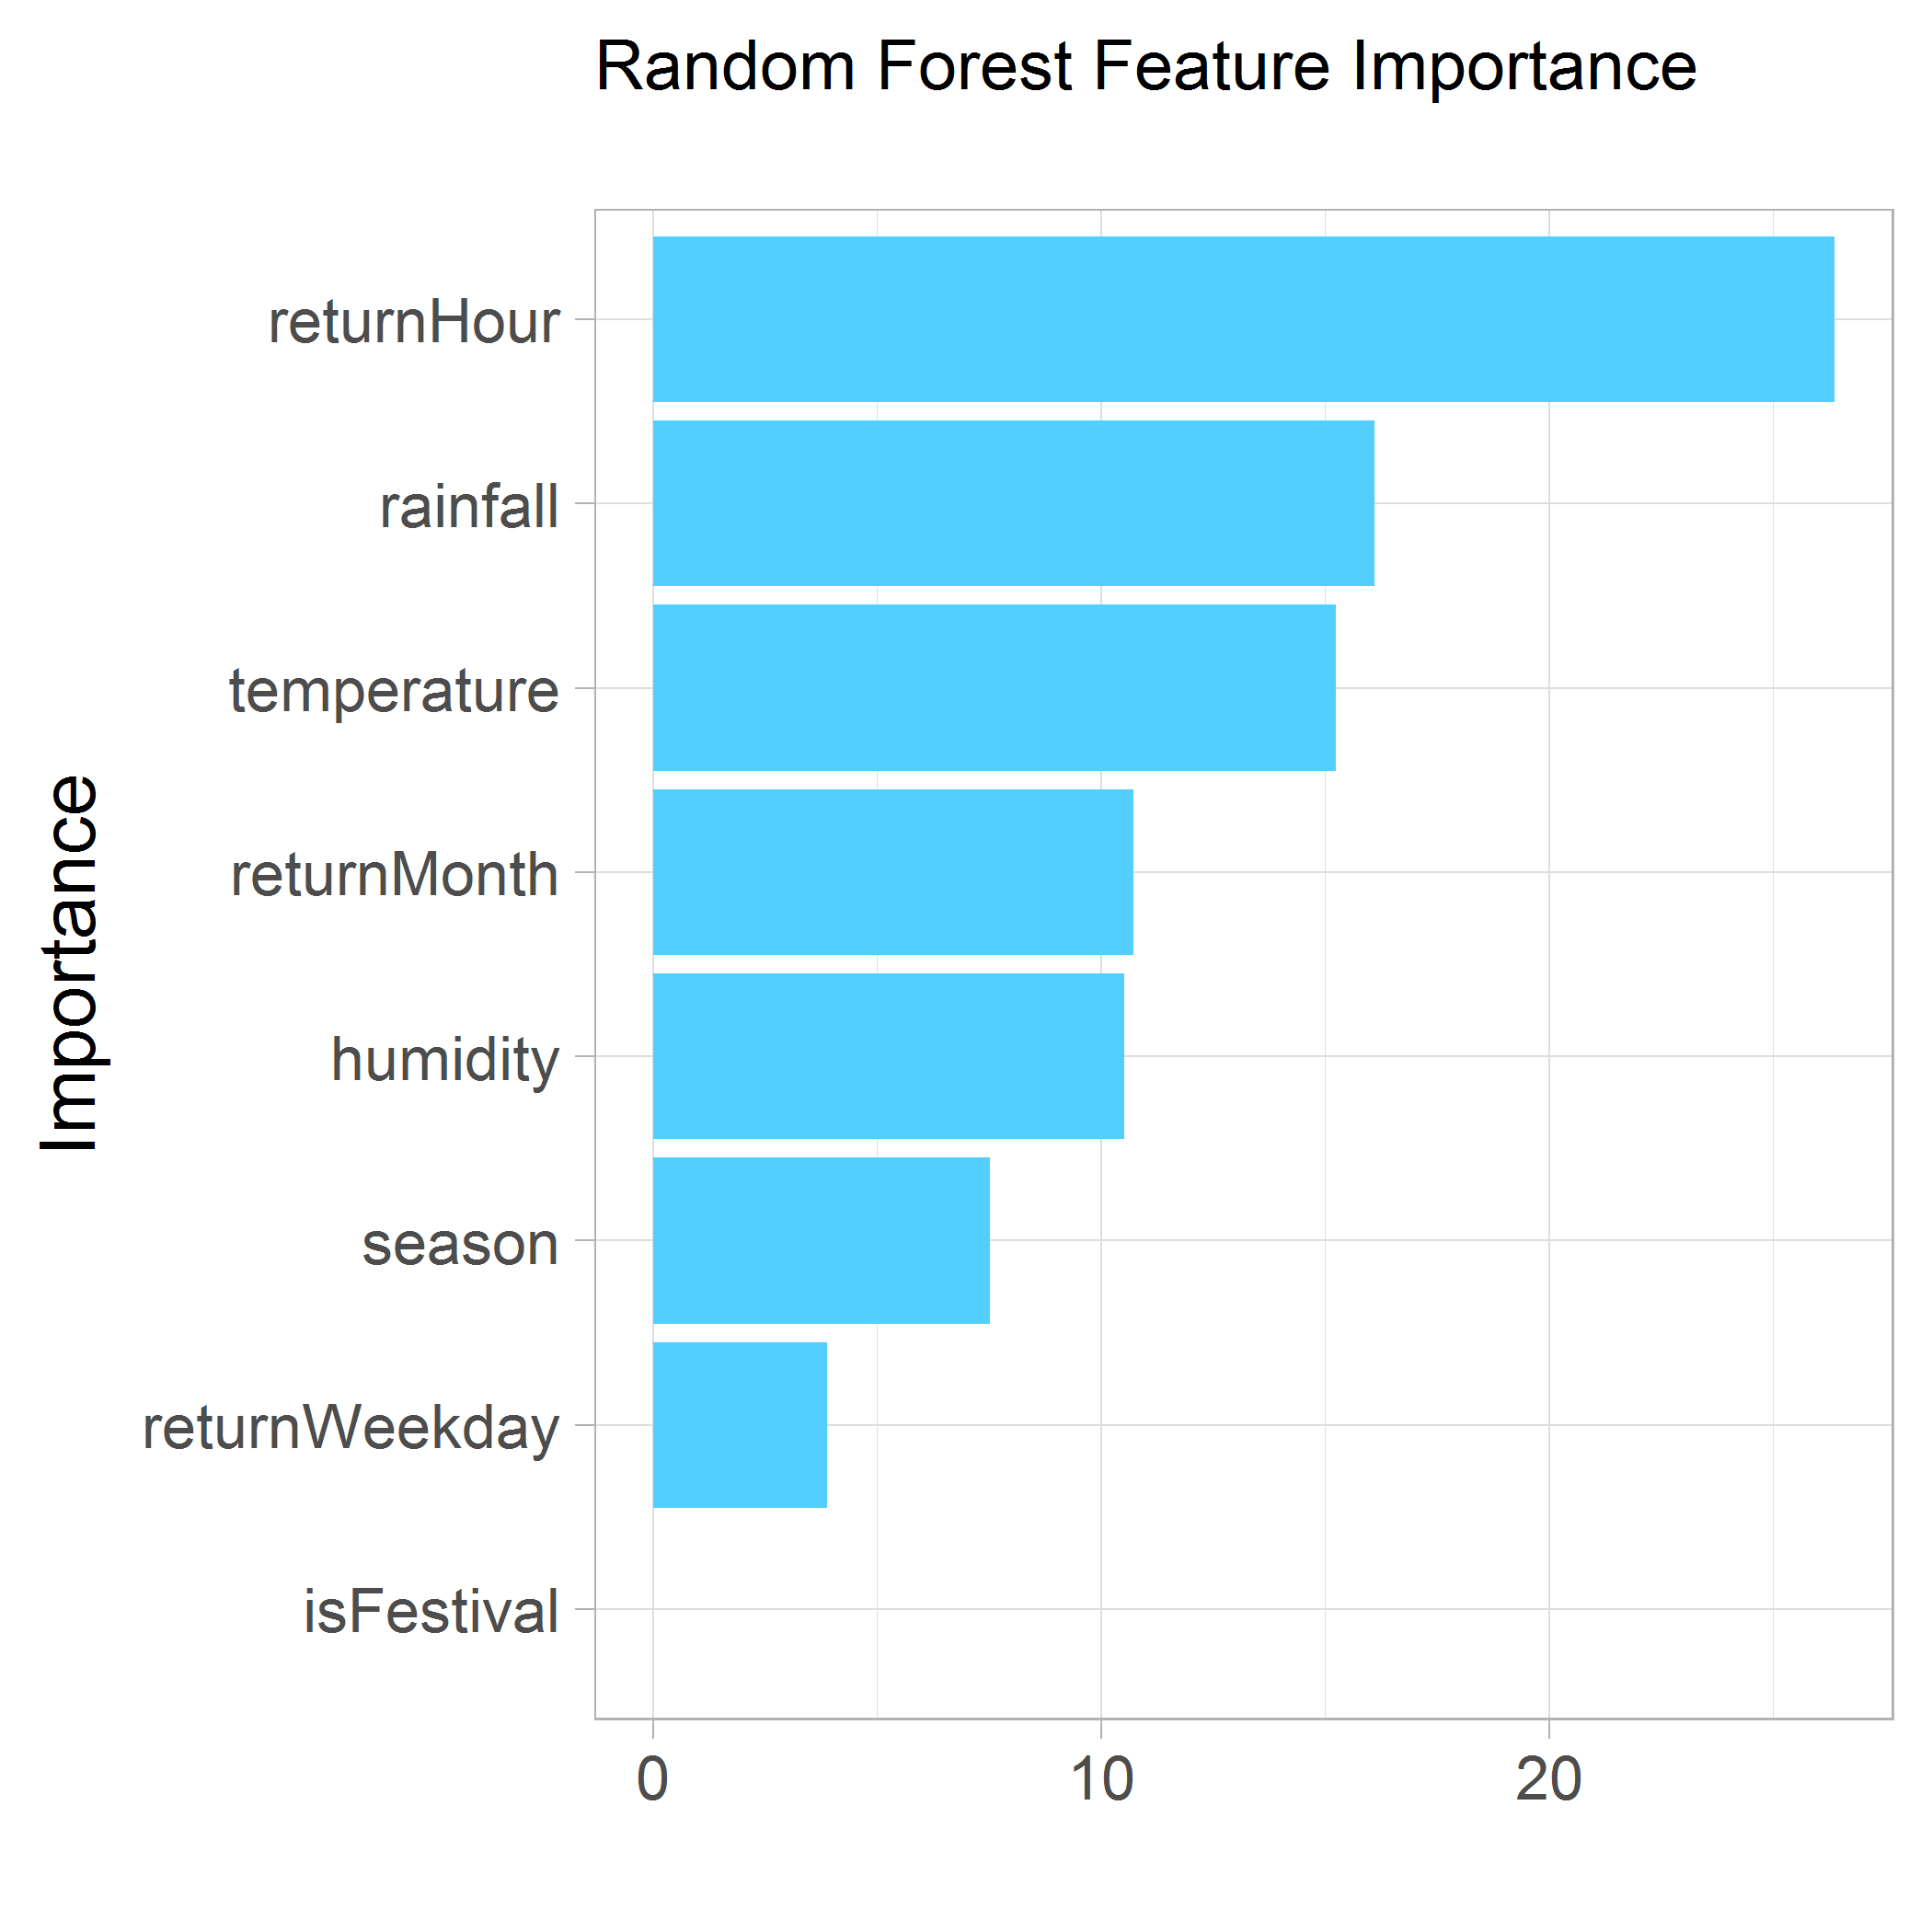 Random Forest Feature Importance
Importance
returnHour
rainfall
temperature
returnMonth
humidity
season
returnWeekday
isFestival
0 10 20